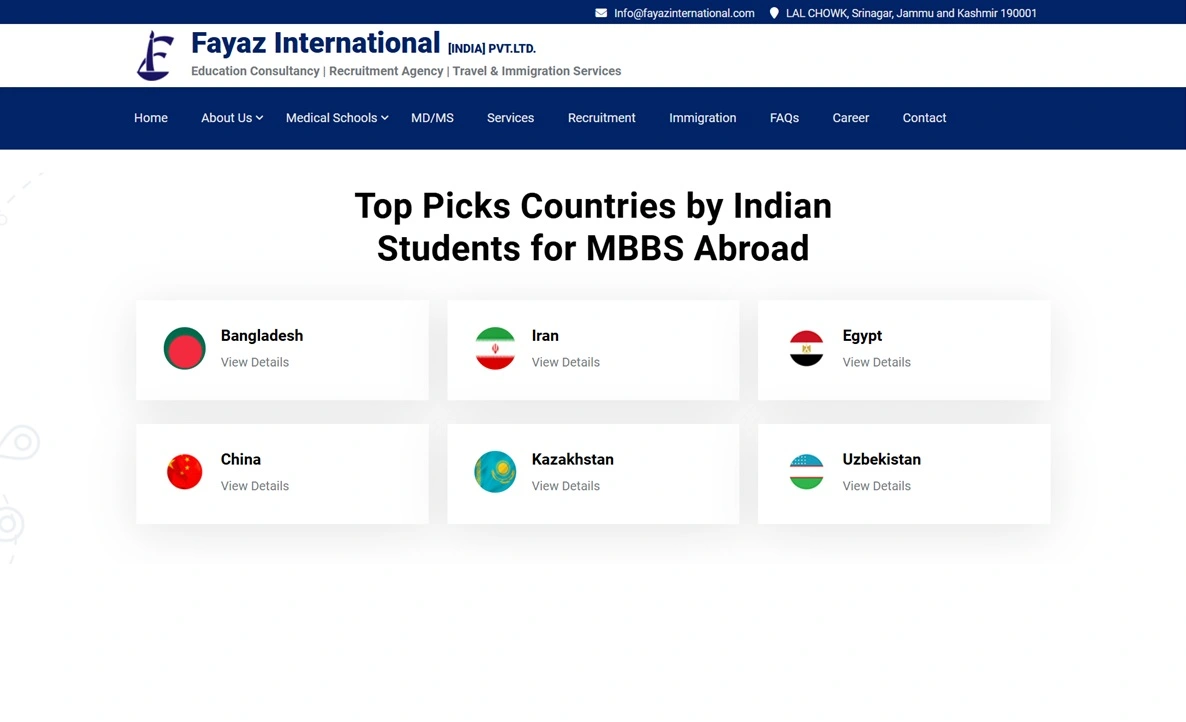 Info@fayazinternational.com LAL CHOWK, Srinagar, Jammu and Kashmir 190001
Fayaz International [INDIA] PVT.LTD.
Education Consultancy | Recruitment Agency | Travel & Immigration Services
Home About Us Medical Schools MD/MS Services Recruitment Immigration FAQs Career Contact
Top Picks Countries by Indian
Students for MBBS Abroad
Bangladesh
View Details
Iran
View Details
Egypt
View Details
China
View Details
Kazakhstan
View Details
Uzbekistan
View Details